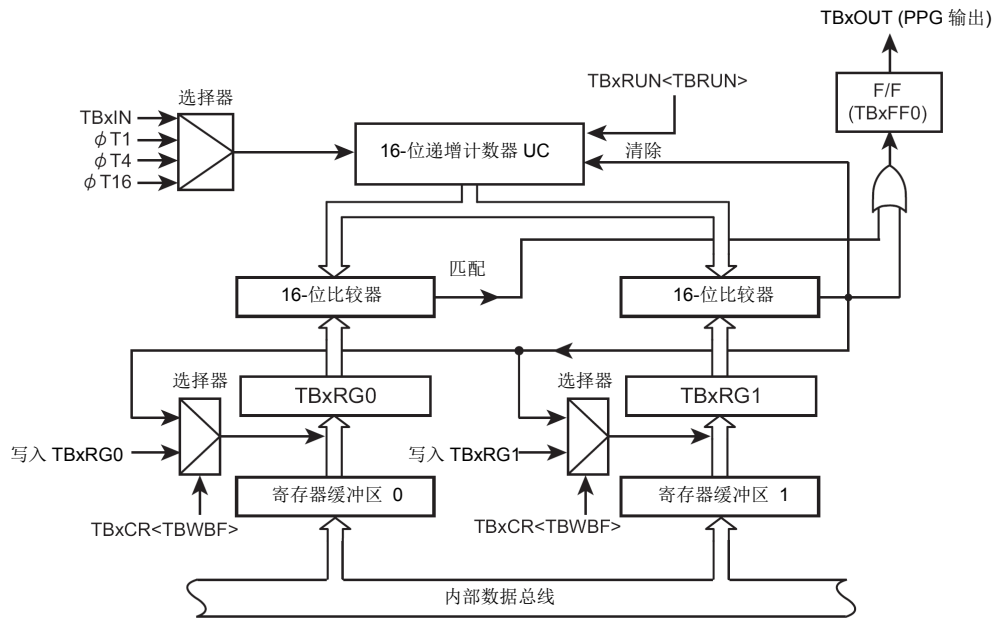 TBxOUT (PPG 输出)
F/F
(TBxFF0)
TBxRUN<TBRUN>
选择器
TBxIN
ϕT1
ϕT4
ϕT16
16-位递增计数器 UC
清除
匹配
16-位比较器
16-位比较器
选择器
TBxRG0
选择器
TBxRG1
写入 TBxRG0
写入 TBxRG1
寄存器缓冲区 0
寄存器缓冲区 1
TBxCR<TBWBF>
TBxCR<TBWBF>
内部数据总线